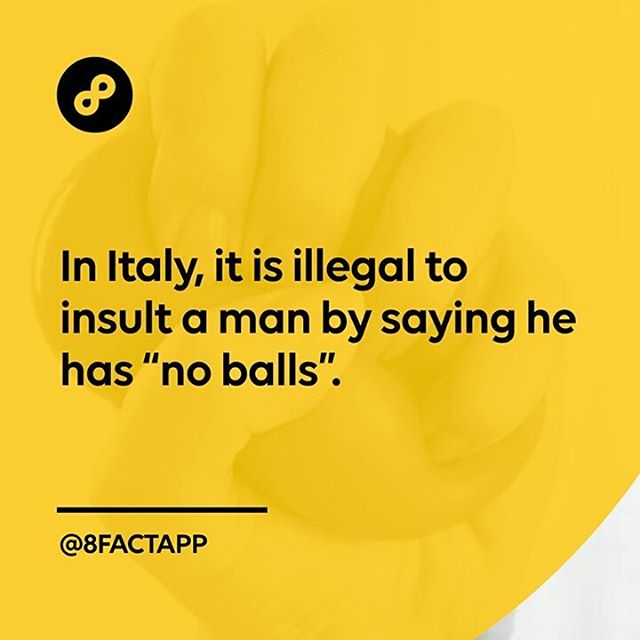 In Italy, it is illegal to
insult a man by saying he
has “no balls”.
@8FACTAPP